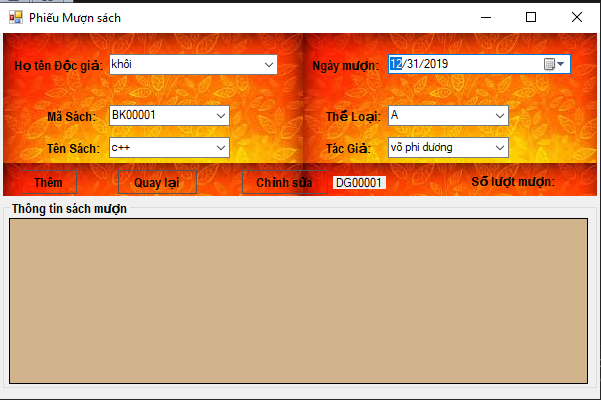 Phiếu Mượn sách
Họ tên Độc giả: khôi Ngày mượn: 12/31/2019
Mã Sách: BK00001 Thể Loại: A
Tên Sách: c++ Tác Giả: võ phi dương
Thêm Quay lại Chỉnh sửa DG00001 Số lượt mượn:
Thông tin sách mượn